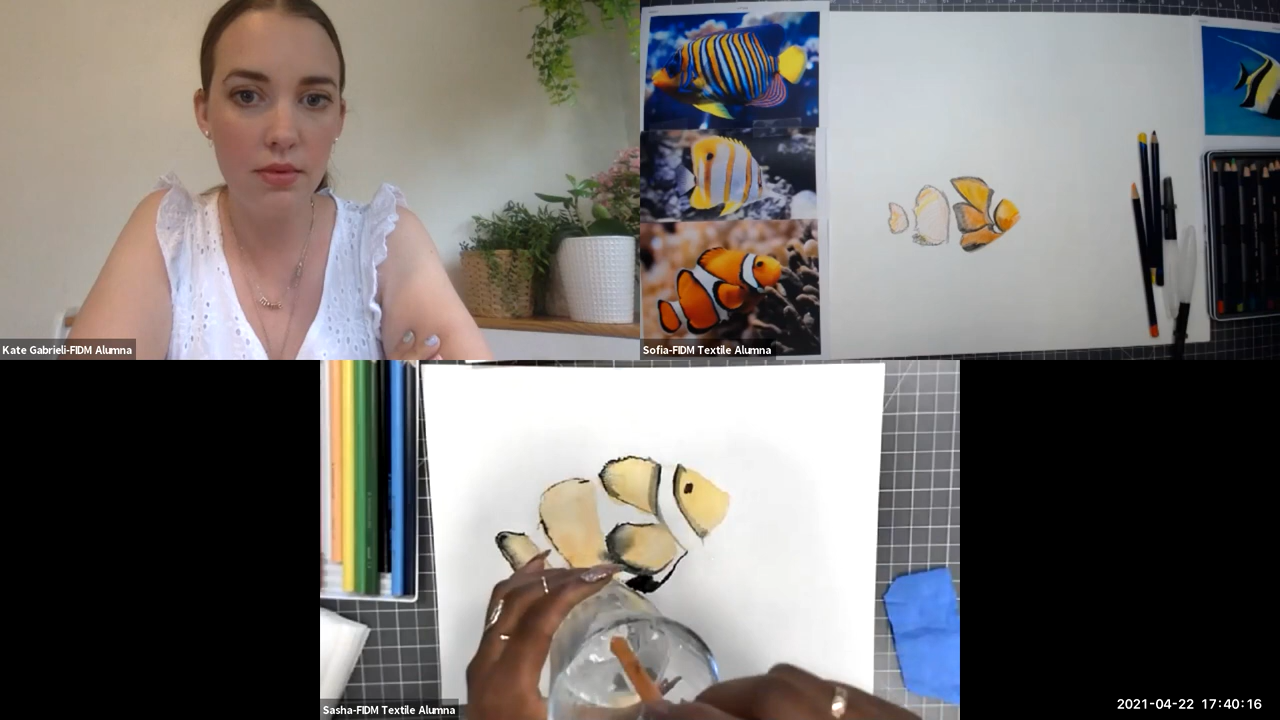 Kate Gabrieli-FIDM Alumna
Sofia-FIDM Textile Alumna
Sasha-FIDM Textile Alumna
2021-04-22 17:40:16